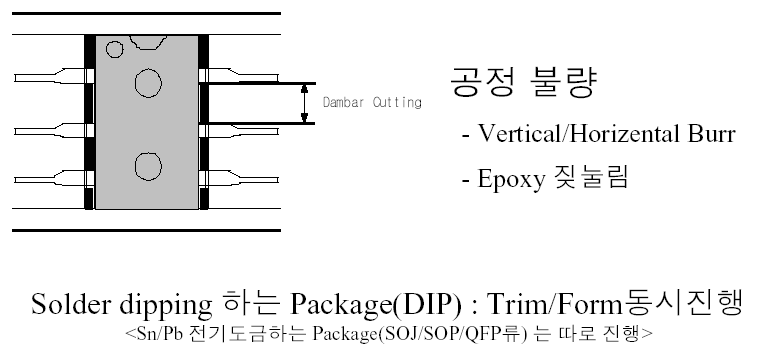 공정 불량
Dambar Cutting
- Vertical/Horizental Burr
- Epoxy 짖눌림
Solder dipping 하는 Package(DIP) : Trim/Form동시진행
<Sn/Pb 전기도금하는 Package(SOJ/SOP/QFP류) 는 따로 진행>